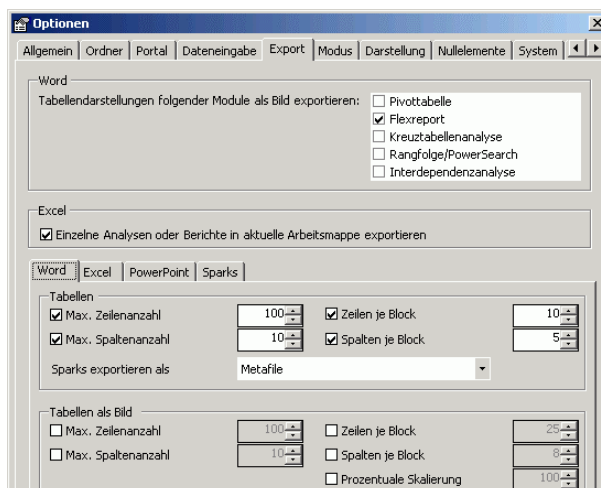 Optionen
Allgemein Ordner Portal Dateneingabe Export Modus Darstellung Nullelemente System
Word
Tabellendarstellungen folgender Module als Bild exportieren:
Pivottabelle
Flexreport
Kreuztabellenanalyse
Rangfolge/PowerSearch
Interdependenzanalyse
Excel
Einzelne Analysen oder Berichte in aktuelle Arbeitsmappe exportieren
Word Excel PowerPoint Sparks
Tabellen
Max. Zeilenanzahl 100 Zeilen je Block 10
Max. Spaltenanzahl 10 Spalten je Block 5
Sparks exportieren als Metafile
Tabellen als Bild
Max. Zeilenanzahl 100 Zeilen je Block 25
Max. Spaltenanzahl 10 Spalten je Block 8
Prozentuale Skalierung 100